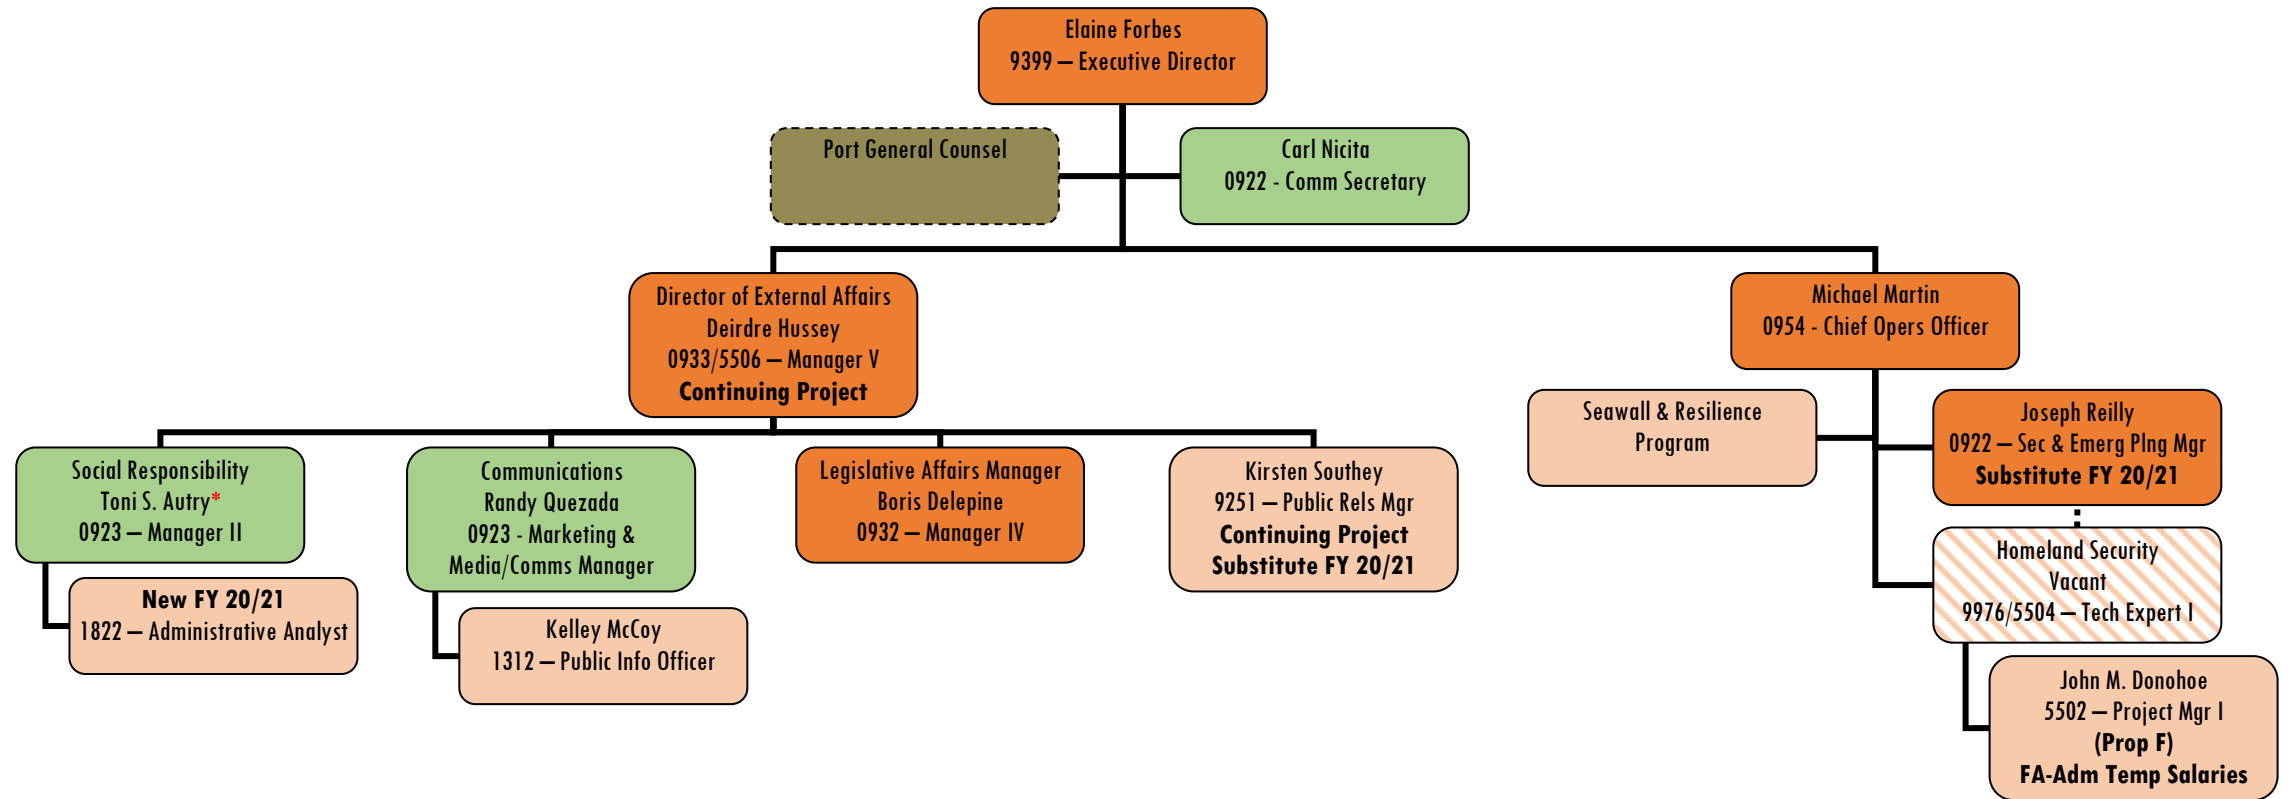 Elaine Forbes
9399 – Executive Director
Port General Counsel
Carl Nicita
0922 - Comm Secretary
Director of External Affairs
Deirdre Hussey
0933/5506 – Manager V
Continuing Project
Michael Martin
0954 - Chief Opers Officer
Seawall & Resilience
Program
Joseph Reilly
0922 – Sec & Emerg Plng Mgr
Substitute FY 20/21
Social Responsibility
Toni S. Autry*
0923 – Manager II
Communications
Randy Quezada
0923 - Marketing &
Media/Comms Manager
Legislative Affairs Manager
Boris Delepine
0932 – Manager IV
Kirsten Southey
9251 – Public Rels Mgr
Continuing Project
Substitute FY 20/21
Homeland Security
Vacant
9976/5504 – Tech Expert I
New FY 20/21
1822 – Administrative Analyst
Kelley McCoy
1312 – Public Info Officer
John M. Donohoe
5502 – Project Mgr I
(Prop F)
FA-Adm Temp Salaries